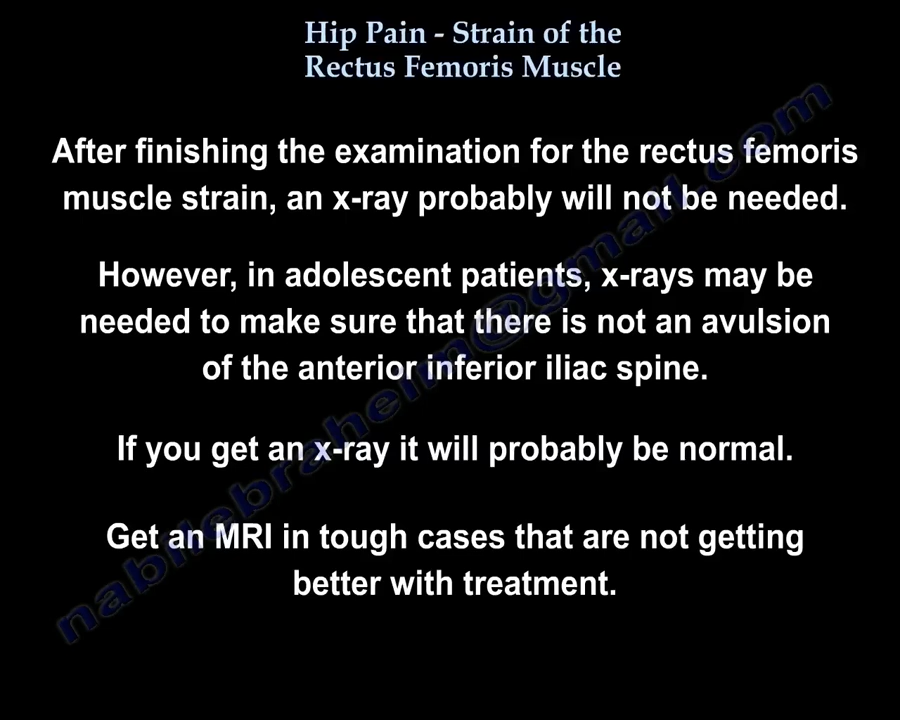 Hip Pain - Strain of the
Rectus Femoris Muscle
After finishing the examination for the rectus femoris
muscle strain, an x-ray probably will not be needed.
However, in adolescent patients, x-rays may be
needed to make sure that there is not an avulsion
of the anterior inferior iliac spine.
If you get an x-ray it will probably be normal.
Get an MRI in tough cases that are not getting
better with treatment.
nabilebraheim@gmail.com